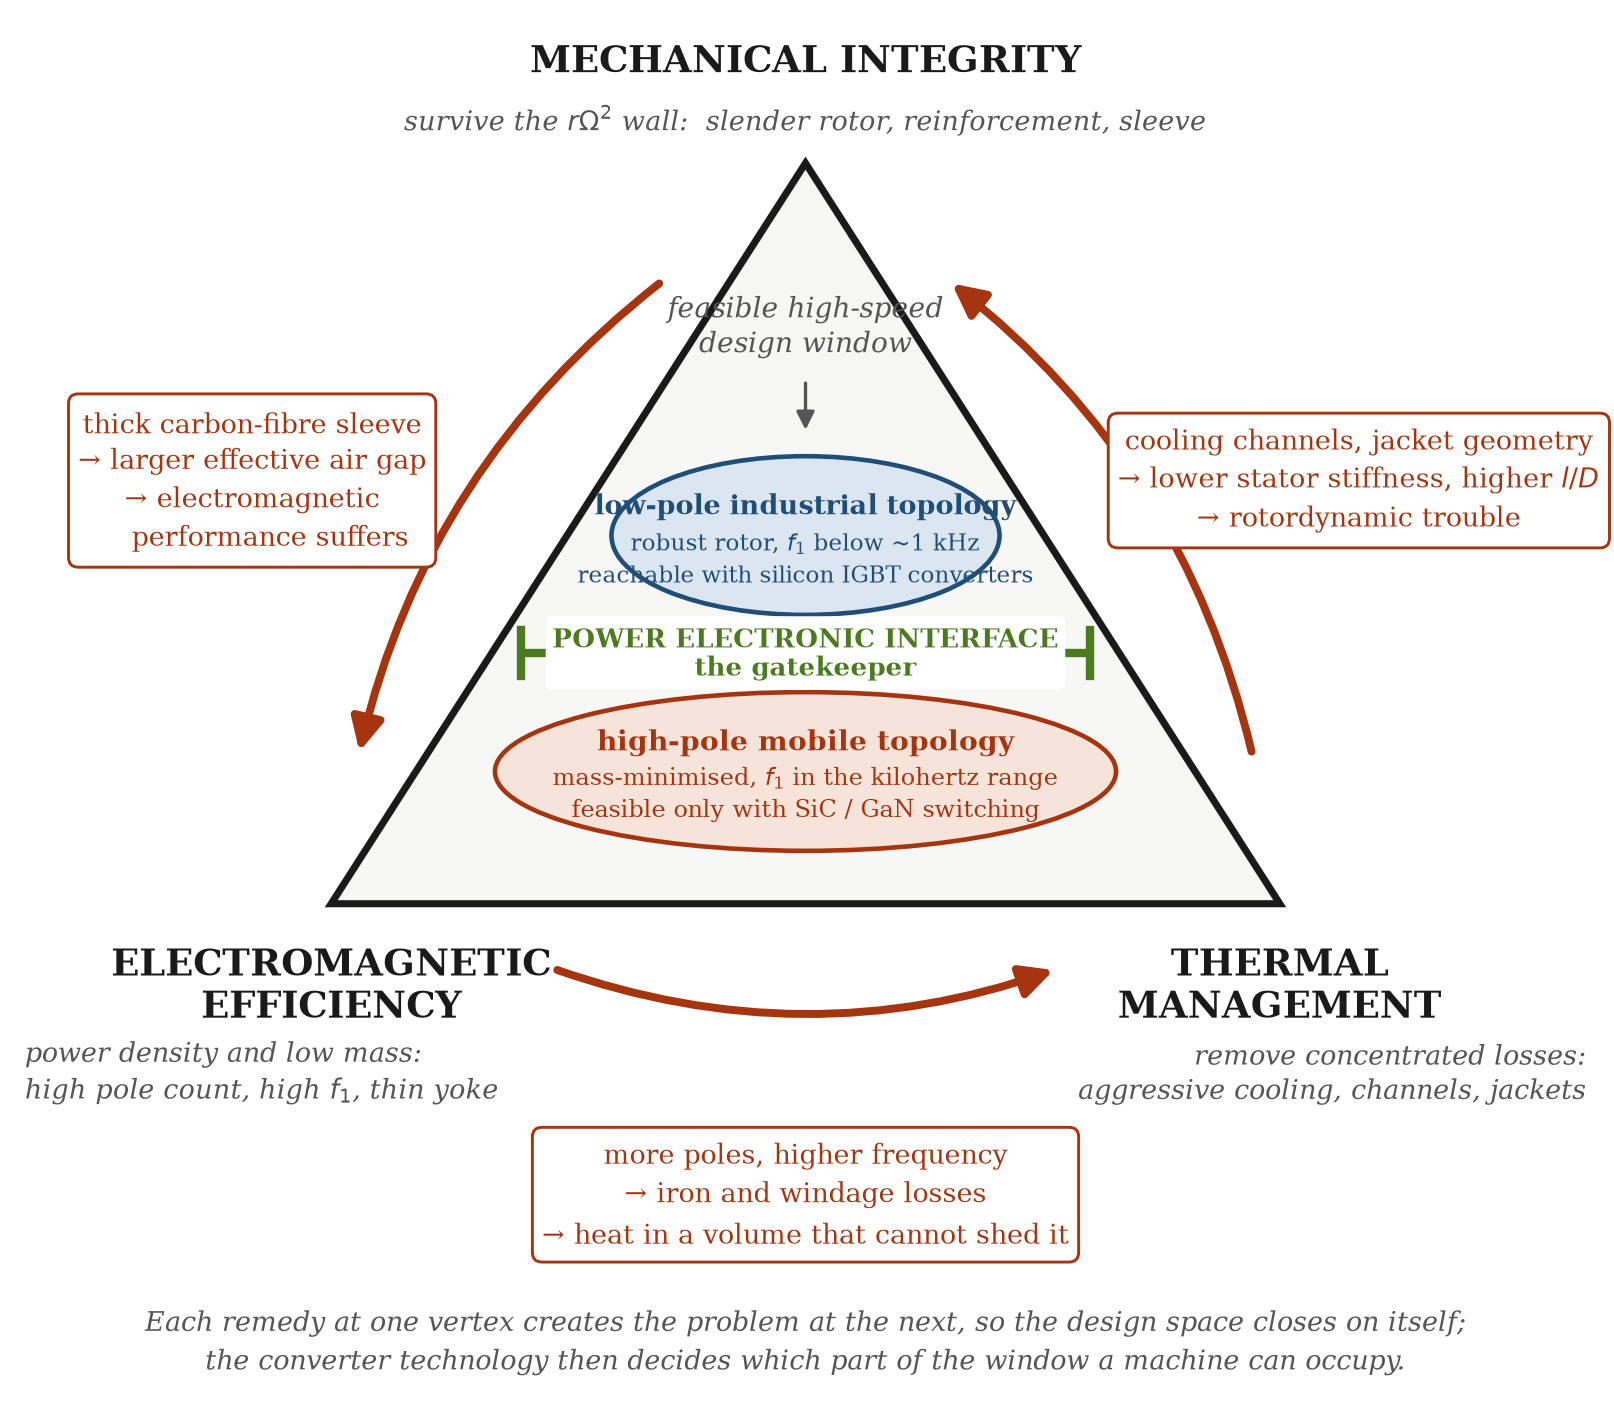 MECHANICAL INTEGRITY
survive the rΩ² wall: slender rotor, reinforcement, sleeve
feasible high-speed
design window
thick carbon-fibre sleeve
→ larger effective air gap
→ electromagnetic
performance suffers
cooling channels, jacket geometry
→ lower stator stiffness, higher l/D
→ rotordynamic trouble
low-pole industrial topology
robust rotor, f₁ below ~1 kHz
reachable with silicon IGBT converters
POWER ELECTRONIC INTERFACE
the gatekeeper
high-pole mobile topology
mass-minimised, f₁ in the kilohertz range
feasible only with SiC / GaN switching
ELECTROMAGNETIC
EFFICIENCY
power density and low mass:
high pole count, high f₁, thin yoke
THERMAL
MANAGEMENT
remove concentrated losses:
aggressive cooling, channels, jackets
more poles, higher frequency
→ iron and windage losses
→ heat in a volume that cannot shed it
Each remedy at one vertex creates the problem at the next, so the design space closes on itself;
the converter technology then decides which part of the window a machine can occupy.